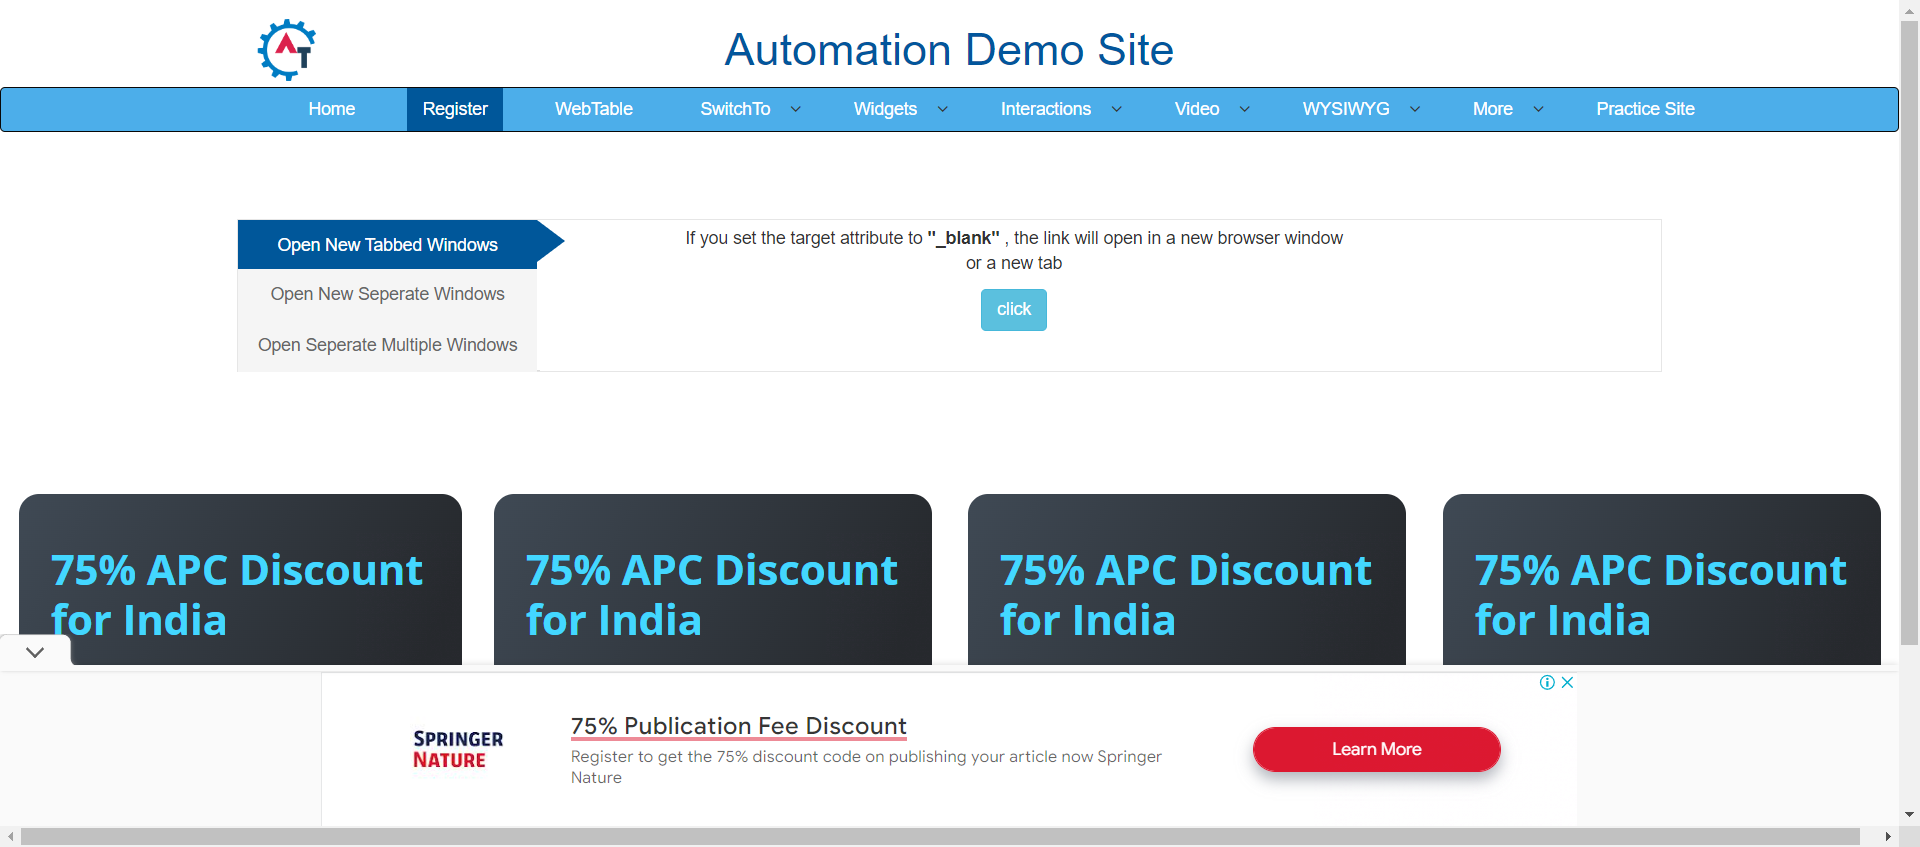 AT
Automation Demo Site
Home Register WebTable SwitchTo Widgets Interactions Video WYSIWYG More Practice Site
Open New Tabbed Windows
Open New Seperate Windows
Open Seperate Multiple Windows
If you set the target attribute to "_blank" , the link will open in a new browser window
or a new tab
click
75% APC Discount
for India
75% APC Discount
for India
75% APC Discount
for India
75% APC Discount
for India
SPRINGER
NATURE
75% Publication Fee Discount
Register to get the 75% discount code on publishing your article now Springer
Nature
Learn More